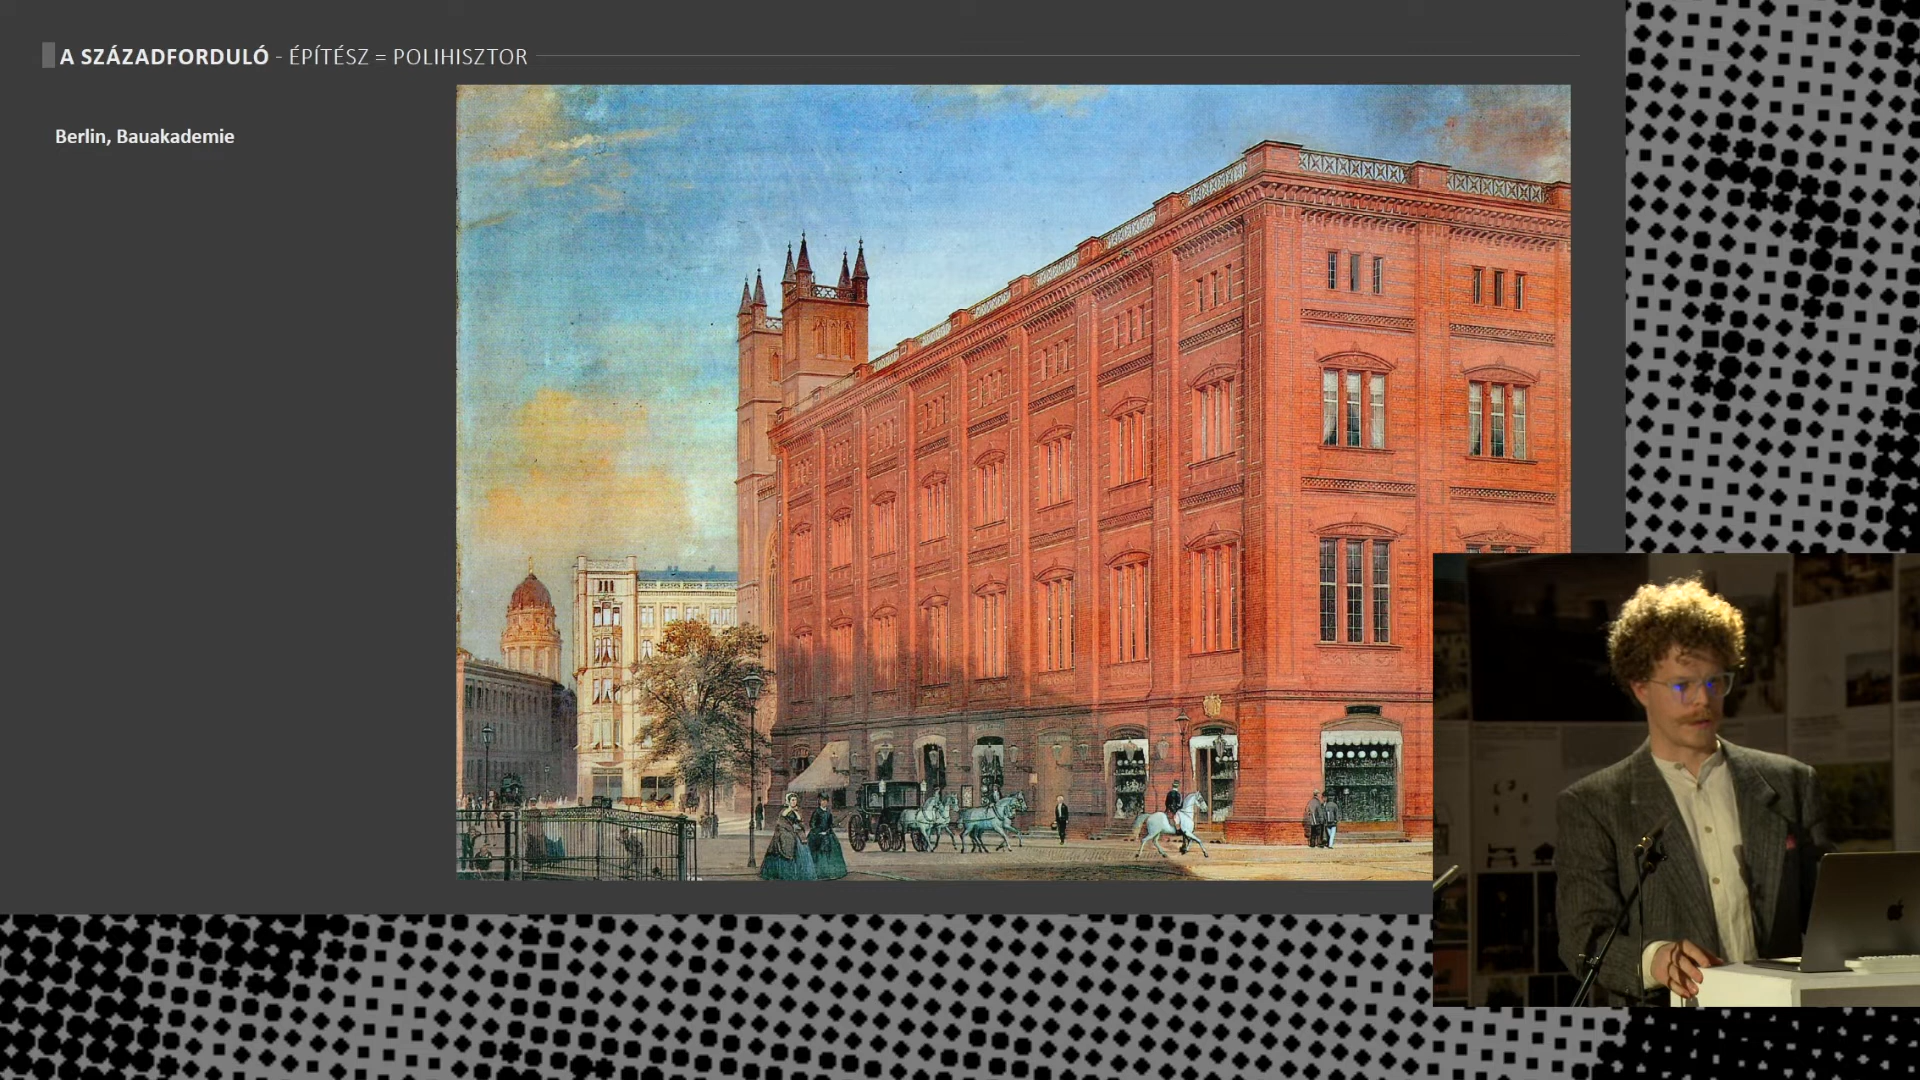 A SZÁZADFORDULÓ - ÉPÍTÉSZ = POLIHISZTOR
Berlin, Bauakademie